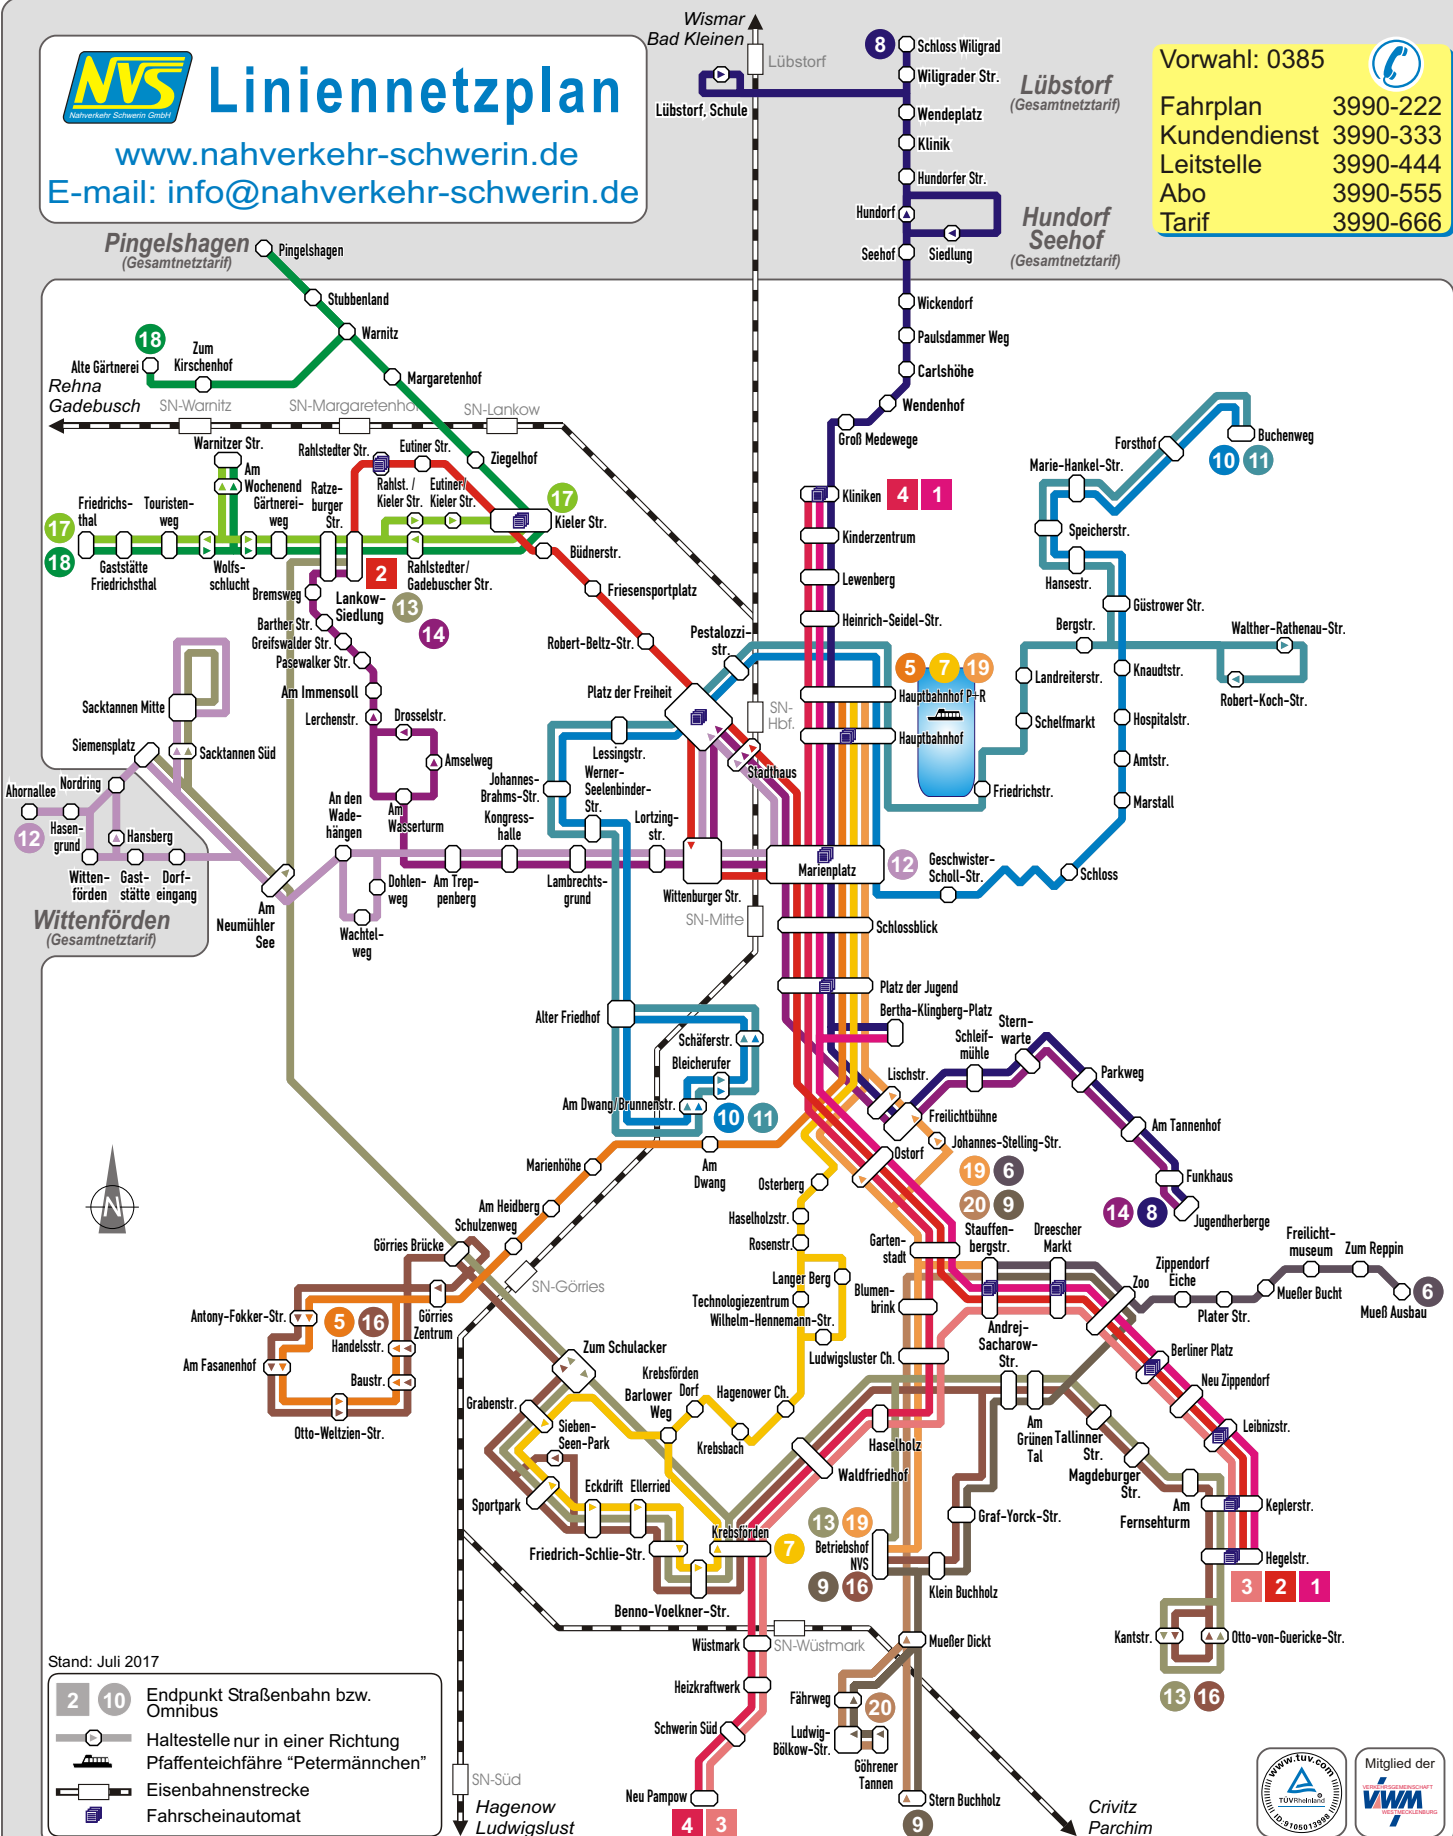 NVS
Nahverkehr Schwerin GmbH
Liniennetzplan
www.nahverkehr-schwerin.de
E-mail: info@nahverkehr-schwerin.de
Wismar
Bad Kleinen
Lübstorf
Lübstorf, Schule
8
Schloss Wiligrad
Wiligrader Str.
Wendeplatz
Klinik
Hundorfer Str.
Hundorf
Seehof
Siedlung
Wickendorf
Paulsdammer Weg
Carlshöhe
Wendenhof
Groß Medewege
Lübstorf
(Gesamtnetztarif)
Hundorf
Seehof
(Gesamtnetztarif)
Vorwahl: 0385
Fahrplan 3990-222
Kundendienst 3990-333
Leitstelle 3990-444
Abo 3990-555
Tarif 3990-666
Pingelshagen
(Gesamtnetztarif)
Pingelshagen
Stubbenland
Warnitz
18
Zum
Kirschenhof
Alte Gärtnerei
Margaretenhof
Rehna
Gadebusch
SN-Warnitz
SN-Margaretenhof
SN-Lankow
Ziegelhof
Warnitzer Str.
Am
Wochenend
Rahlstedter Str.
Eutiner Str.
Rahlst. /
Kieler Str.
Eutiner/
Kieler Str.
17
Kieler Str.
Friedrichs-
thal
Touristen-
weg
Gärtnerei-
weg
Ratze-
burger
Str.
17
18
Gaststätte
Friedrichsthal
Wolfs-
schlucht
Rahlstedter/
Gadebuscher Str.
Büdnerstr.
2
Lankow-
Siedlung
13
14
Bremsweg
Barther Str.
Greifswalder Str.
Pasewalker Str.
Am Immensoll
Lerchenstr.
Drosselstr.
Amselweg
Am
Wasserturm
Friesensportplatz
Robert-Beltz-Str.
Pestalozzi-
str.
Platz der Freiheit
SN-
Hbf.
Stadthaus
Kliniken
4
1
Kinderzentrum
Lewenberg
Heinrich-Seidel-Str.
5
7
19
Hauptbahnhof P+R
Hauptbahnhof
Forsthof
Buchenweg
10
11
Marie-Hankel-Str.
Speicherstr.
Hansestr.
Güstrower Str.
Bergstr.
Walther-Rathenau-Str.
Robert-Koch-Str.
Landreiterstr.
Knaudtstr.
Schelfmarkt
Hospitalstr.
Amtstr.
Friedrichstr.
Marstall
Geschwister-
Scholl-Str.
Schloss
Sacktannen Mitte
Siemensplatz
Sacktannen Süd
Nordring
Ahornallee
12
Hasen-
grund
Hansberg
Witten-
förden
Gast-
stätte
Dorf-
eingang
Wittenförden
(Gesamtnetztarif)
Am
Neumühler
See
An den
Wade-
hängen
Dohlen-
weg
Wachtel-
weg
Am Trep-
penberg
Kongress-
halle
Lambrechts-
grund
Lortzing-
str.
Wittenburger Str.
Lessingstr.
Johannes-
Brahms-Str.
Werner-
Seelenbinder-
Str.
Marienplatz
12
SN-Mitte
Schlossblick
Platz der Jugend
Bertha-Klingberg-Platz
Alter Friedhof
Schäferstr.
Bleicherufer
Am Dwang/Brunnenstr.
10
11
Schleif-
mühle
Stern-
warte
Lischstr.
Freilichtbühne
Parkweg
Am Tannenhof
Funkhaus
14
8
Jugendherberge
Johannes-Stelling-Str.
Ostorf
19
6
20
9
Marienhöhe
Am
Dwang
Am Heidberg
Schulzenweg
Görries Brücke
SN-Görries
Osterberg
Haselholzstr.
Rosenstr.
Langer Berg
Technologiezentrum
Wilhelm-Hennemann-Str.
Garten-
stadt
Stauffen-
bergstr.
Dreescher
Markt
Blumen-
brink
Ludwigsluster Ch.
Andrej-
Sacharow-
Str.
Zoo
Zippendorf
Eiche
Freilicht-
museum
Zum Reppin
Plater Str.
Mueßer Bucht
6
Mueß Ausbau
Antony-Fokker-Str.
5
16
Görries
Zentrum
Handelsstr.
Am Fasanenhof
Baustr.
Otto-Weltzien-Str.
Zum Schulacker
Grabenstr.
Sieben-
Seen-Park
Krebsförden
Dorf
Barlower
Weg
Hagenower Ch.
Krebsbach
Berliner Platz
Neu Zippendorf
Leibnizstr.
Am
Grünen
Tal
Tallinner
Str.
Magdeburger
Str.
Am
Fernsehturm
Keplerstr.
Hegelstr.
3
2
1
Haselholz
Waldfriedhof
Sportpark
Eckdrift
Ellerried
Friedrich-Schlie-Str.
Krebsförden
7
Benno-Voelkner-Str.
13
19
Betriebshof
NVS
9
16
Graf-Yorck-Str.
Klein Buchholz
Mueßer Dickt
Wüstmark
SN-Wüstmark
Heizkraftwerk
Schwerin Süd
Neu Pampow
4
3
Fährweg
20
Ludwig-
Bölkow-Str.
Göhrener
Tannen
Stern Buchholz
9
Kantstr.
Otto-von-Guericke-Str.
13
16
N
SN-Süd
Hagenow
Ludwigslust
Crivitz
Parchim
Stand: Juli 2017
2
10
Endpunkt Straßenbahn bzw.
Omnibus
Haltestelle nur in einer Richtung
Pfaffenteichfähre “Petermännchen”
Eisenbahnenstrecke
Fahrscheinautomat
www.tuv.com
TÜVRheinland
ID:9105013998
Mitglied der
VERKEHRSGEMEINSCHAFT
VWM
WESTMECKLENBURG